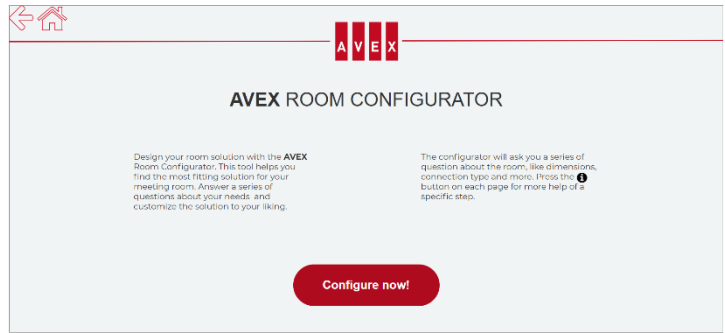 AVEX
AVEX ROOM CONFIGURATOR
Design your room solution with the AVEX
Room Configurator. This tool helps you
find the most fitting solution for your
meeting room. Answer a series of
questions about your needs and
customize the solution to your liking.
The configurator will ask you a series of
question about the room, like dimensions,
connection type and more. Press the i
button on each page for more help of a
specific step.
Configure now!